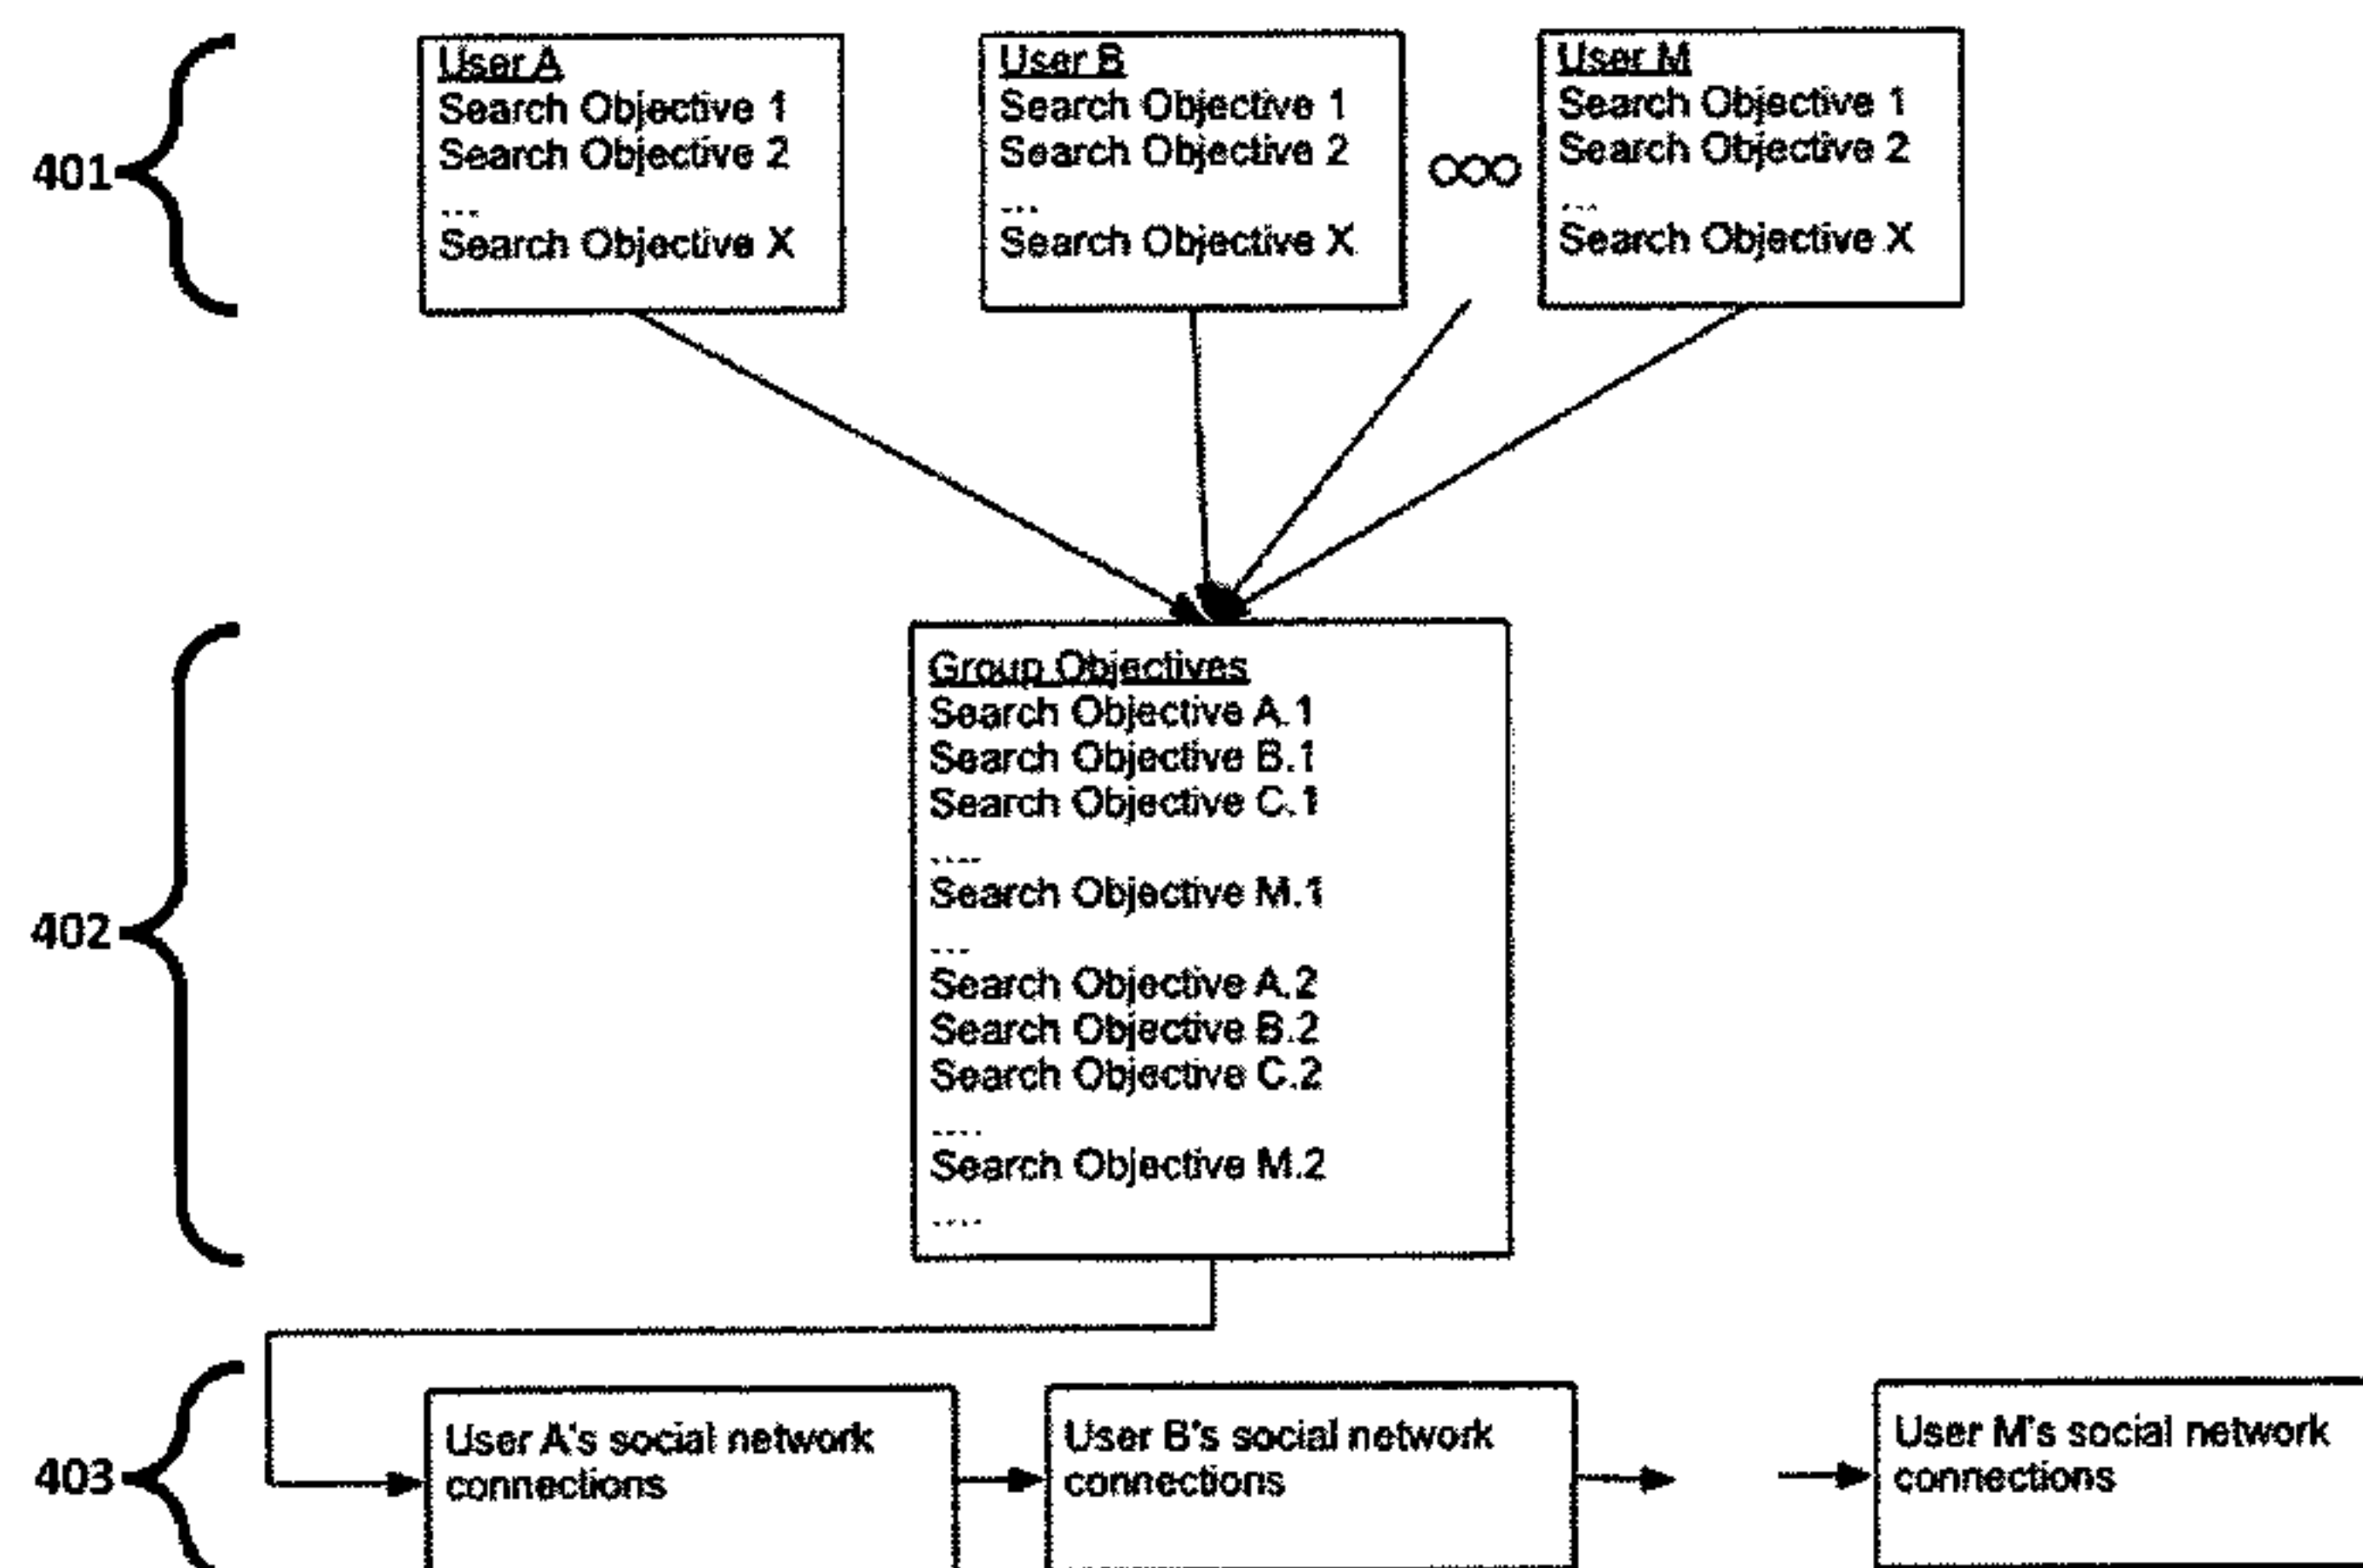 401
User A
Search Objective 1
Search Objective 2
...
Search Objective X
User B
Search Objective 1
Search Objective 2
...
Search Objective X
User M
Search Objective 1
Search Objective 2
...
Search Objective X
402
Group Objectives
Search Objective A.1
Search Objective B.1
Search Objective C.1
....
Search Objective M.1
...
Search Objective A.2
Search Objective B.2
Search Objective C.2
....
Search Objective M.2
....
403
User A's social network
connections
User B's social network
connections
User M's social network
connections